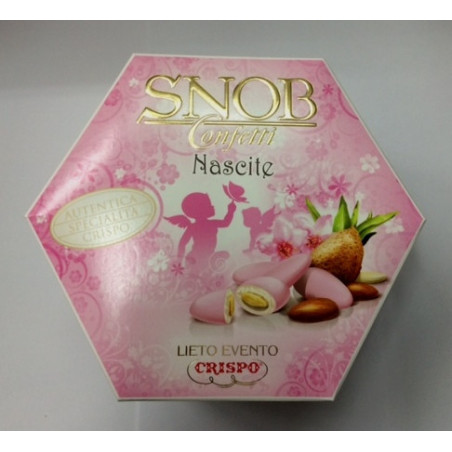 SNOB
Confetti
Nascite
AUTENTICA
SPECIALITÀ
CRISPO
LIETO EVENTO
CRISPO